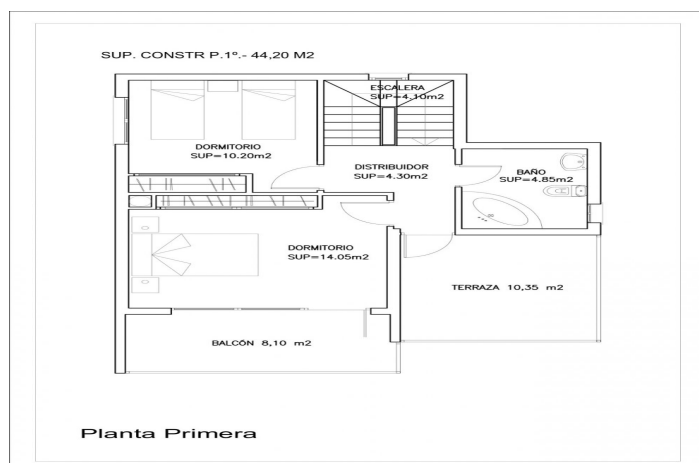 SUP. CONSTR P.1º.- 44,20 M2
ESCALERA
SUP=4.10m2
DORMITORIO
SUP=10.20m2
DISTRIBUIDOR
SUP=4.30m2
BAÑO
SUP=4.85m2
DORMITORIO
SUP=14.05m2
TERRAZA 10,35 m2
BALCÓN 8,10 m2
Planta Primera